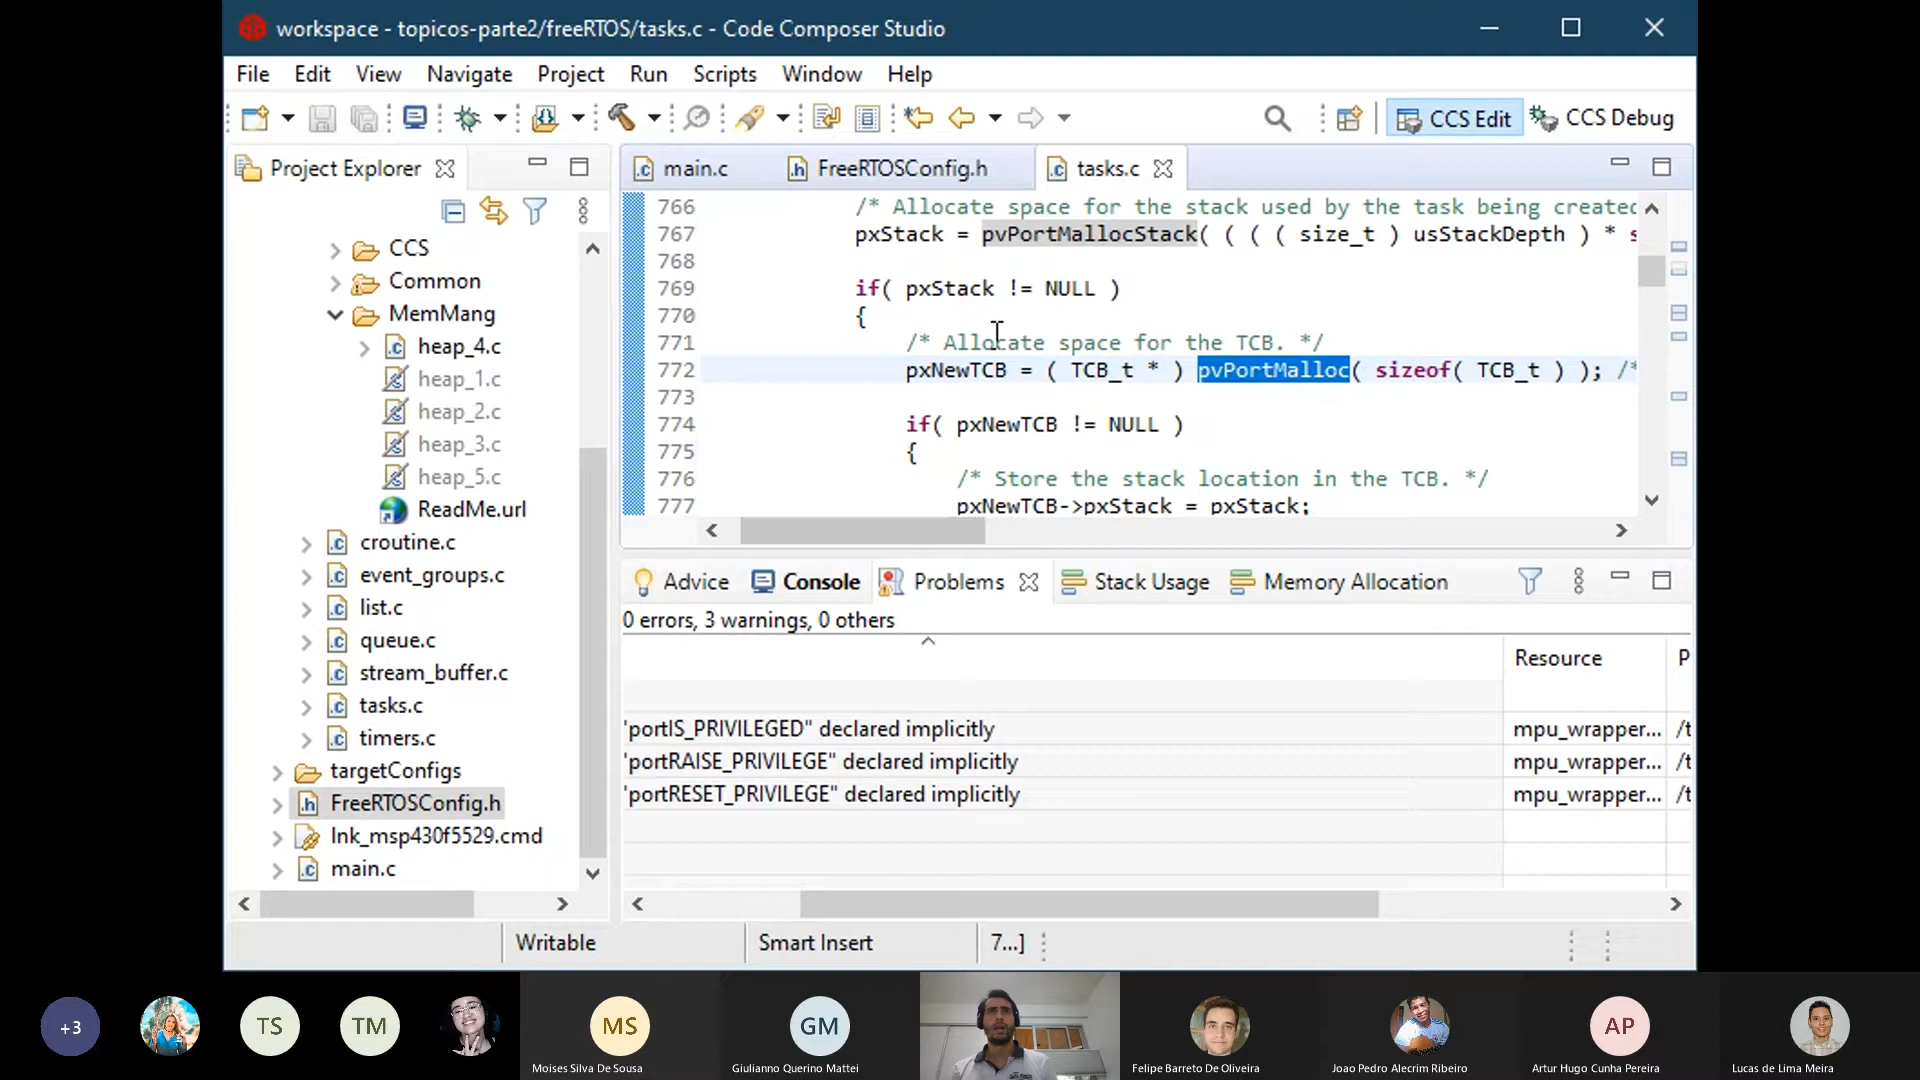 workspace - topicos-parte2/freeRTOS/tasks.c - Code Composer Studio
File Edit View Navigate Project Run Scripts Window Help
CCS Edit CCS Debug
Project Explorer
main.c FreeRTOSConfig.h tasks.c
CCS
Common
MemMang
heap_4.c
heap_1.c
heap_2.c
heap_3.c
heap_5.c
ReadMe.url
croutine.c
event_groups.c
list.c
queue.c
stream_buffer.c
tasks.c
timers.c
targetConfigs
FreeRTOSConfig.h
lnk_msp430f5529.cmd
main.c
766 /* Allocate space for the stack used by the task being created
767 pxStack = pvPortMallocStack( ( ( ( size_t ) usStackDepth ) * s
768
769 if( pxStack != NULL )
770 {
771 /* Allocate space for the TCB. */
772 pxNewTCB = ( TCB_t * ) pvPortMalloc( sizeof( TCB_t ) ); /*
773
774 if( pxNewTCB != NULL )
775 {
776 /* Store the stack location in the TCB. */
777 pxNewTCB->pxStack = pxStack;
Advice Console Problems Stack Usage Memory Allocation
0 errors, 3 warnings, 0 others
Resource P
'portIS_PRIVILEGED" declared implicitly mpu_wrapper... /t
'portRAISE_PRIVILEGE" declared implicitly mpu_wrapper... /t
'portRESET_PRIVILEGE" declared implicitly mpu_wrapper... /t
Writable Smart Insert 7...]
+3 TS TM MS GM AP
Moises Silva De Sousa Giulianno Querino Mattei Felipe Barreto De Oliveira Joao Pedro Alecrim Ribeiro Artur Hugo Cunha Pereira Lucas de Lima Meira